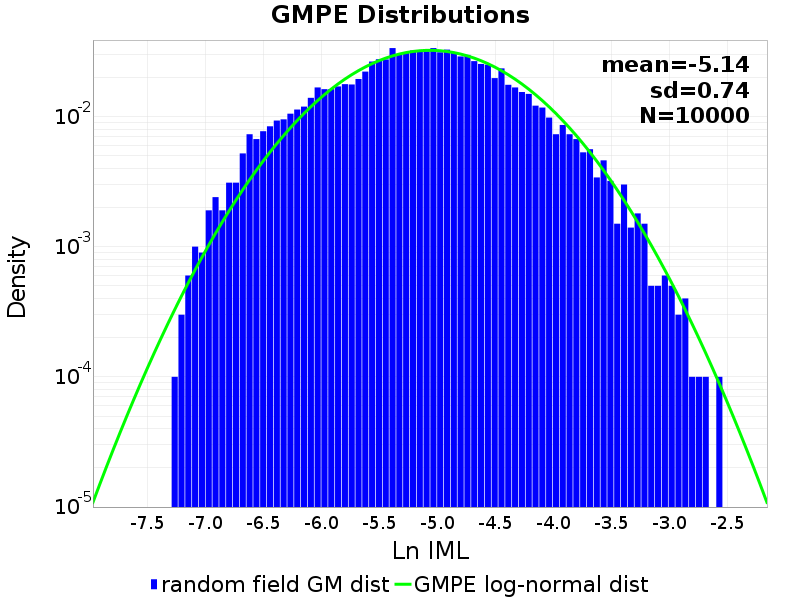 GMPE Distributions
mean=-5.14
sd=0.74
N=10000
10-2
10-3
10-4
10-5
Density
-7.5 -7.0 -6.5 -6.0 -5.5 -5.0 -4.5 -4.0 -3.5 -3.0 -2.5
Ln IML
random field GM dist GMPE log-normal dist